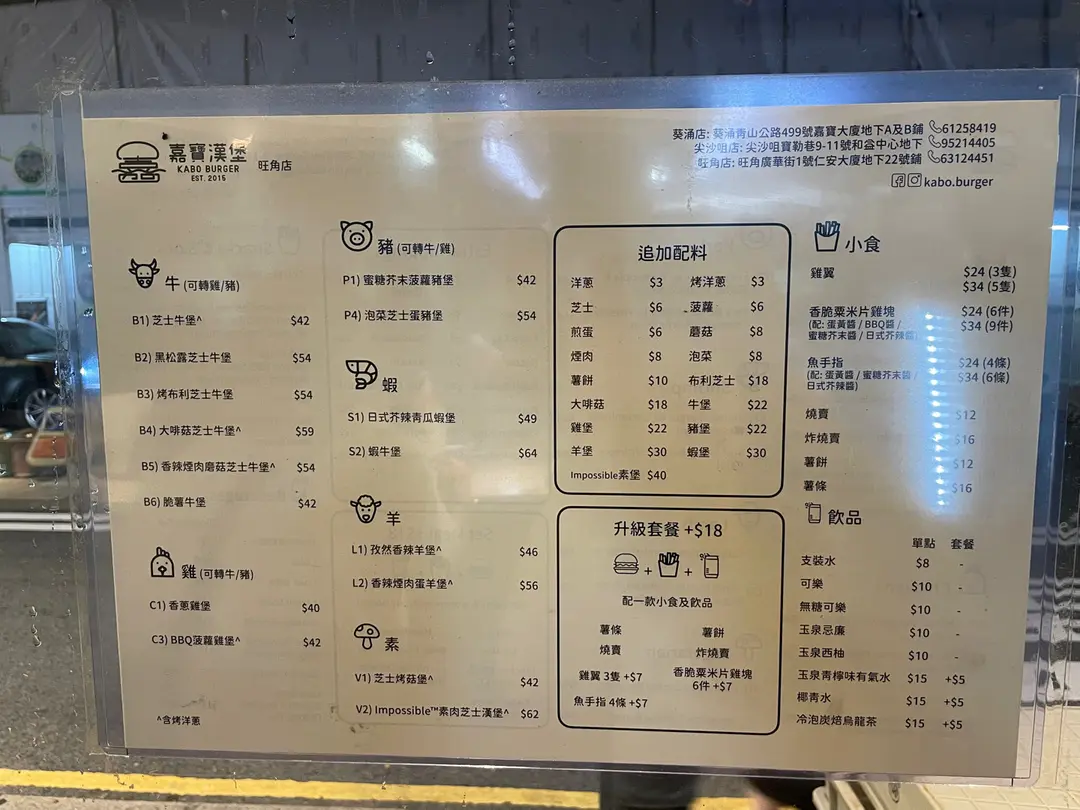 嘉寶漢堡
KABO BURGER
EST. 2015
旺角店
葵涌店: 葵涌青山公路499號嘉寶大廈地下A及B鋪 61258419
尖沙咀店: 尖沙咀寶勒巷9-11號和益中心地下 95214405
旺角店: 旺角廣華街1號仁安大廈地下22號鋪 63124451
kabo.burger
牛 (可轉雞/豬)
B1) 芝士牛堡^ $42
B2) 黑松露芝士牛堡 $54
B3) 烤布利芝士牛堡 $54
B4) 大啡菇芝士牛堡^ $59
B5) 香辣煙肉磨菇芝士牛堡^ $54
B6) 脆薯牛堡 $42
雞 (可轉牛/豬)
C1) 香蔥雞堡 $40
C3) BBQ菠蘿雞堡^ $42
^含烤洋蔥
豬 (可轉牛/雞)
P1) 蜜糖芥末菠蘿豬堡 $42
P4) 泡菜芝士蛋豬堡 $54
蝦
S1) 日式芥辣青瓜蝦堡 $49
S2) 蝦牛堡 $64
羊
L1) 孜然香辣羊堡^ $46
L2) 香辣煙肉蛋羊堡^ $56
素
V1) 芝士烤菇堡^ $42
V2) Impossible™素肉芝士漢堡^ $62
追加配料
洋蔥 $3 烤洋蔥 $3
芝士 $6 菠蘿 $6
煎蛋 $6 蘑菇 $8
煙肉 $8 泡菜 $8
薯餅 $10 布利芝士 $18
大啡菇 $18 牛堡 $22
雞堡 $22 豬堡 $22
羊堡 $30 蝦堡 $30
Impossible素堡 $40
升級套餐 +$18
+ +
配一款小食及飲品
薯條 薯餅
燒賣 炸燒賣
雞翼 3隻 +$7 香脆粟米片雞塊
6件 +$7
魚手指 4條 +$7
小食
雞翼 $24 (3隻)
$34 (5隻)
香脆粟米片雞塊 $24 (6件)
(配: 蛋黃醬 / BBQ醬 / $34 (9件)
蜜糖芥末醬 / 日式芥辣醬)
魚手指 $24 (4條)
(配: 蛋黃醬 / 蜜糖芥末醬 / $34 (6條)
日式芥辣醬)
燒賣 $12
炸燒賣 $16
薯餅 $12
薯條 $16
飲品
單點 套餐
支裝水 $8 -
可樂 $10 -
無糖可樂 $10 -
玉泉忌廉 $10 -
玉泉西柚 $10 -
玉泉青檸味有氣水 $15 +$5
椰青水 $15 +$5
冷泡炭焙烏龍茶 $15 +$5